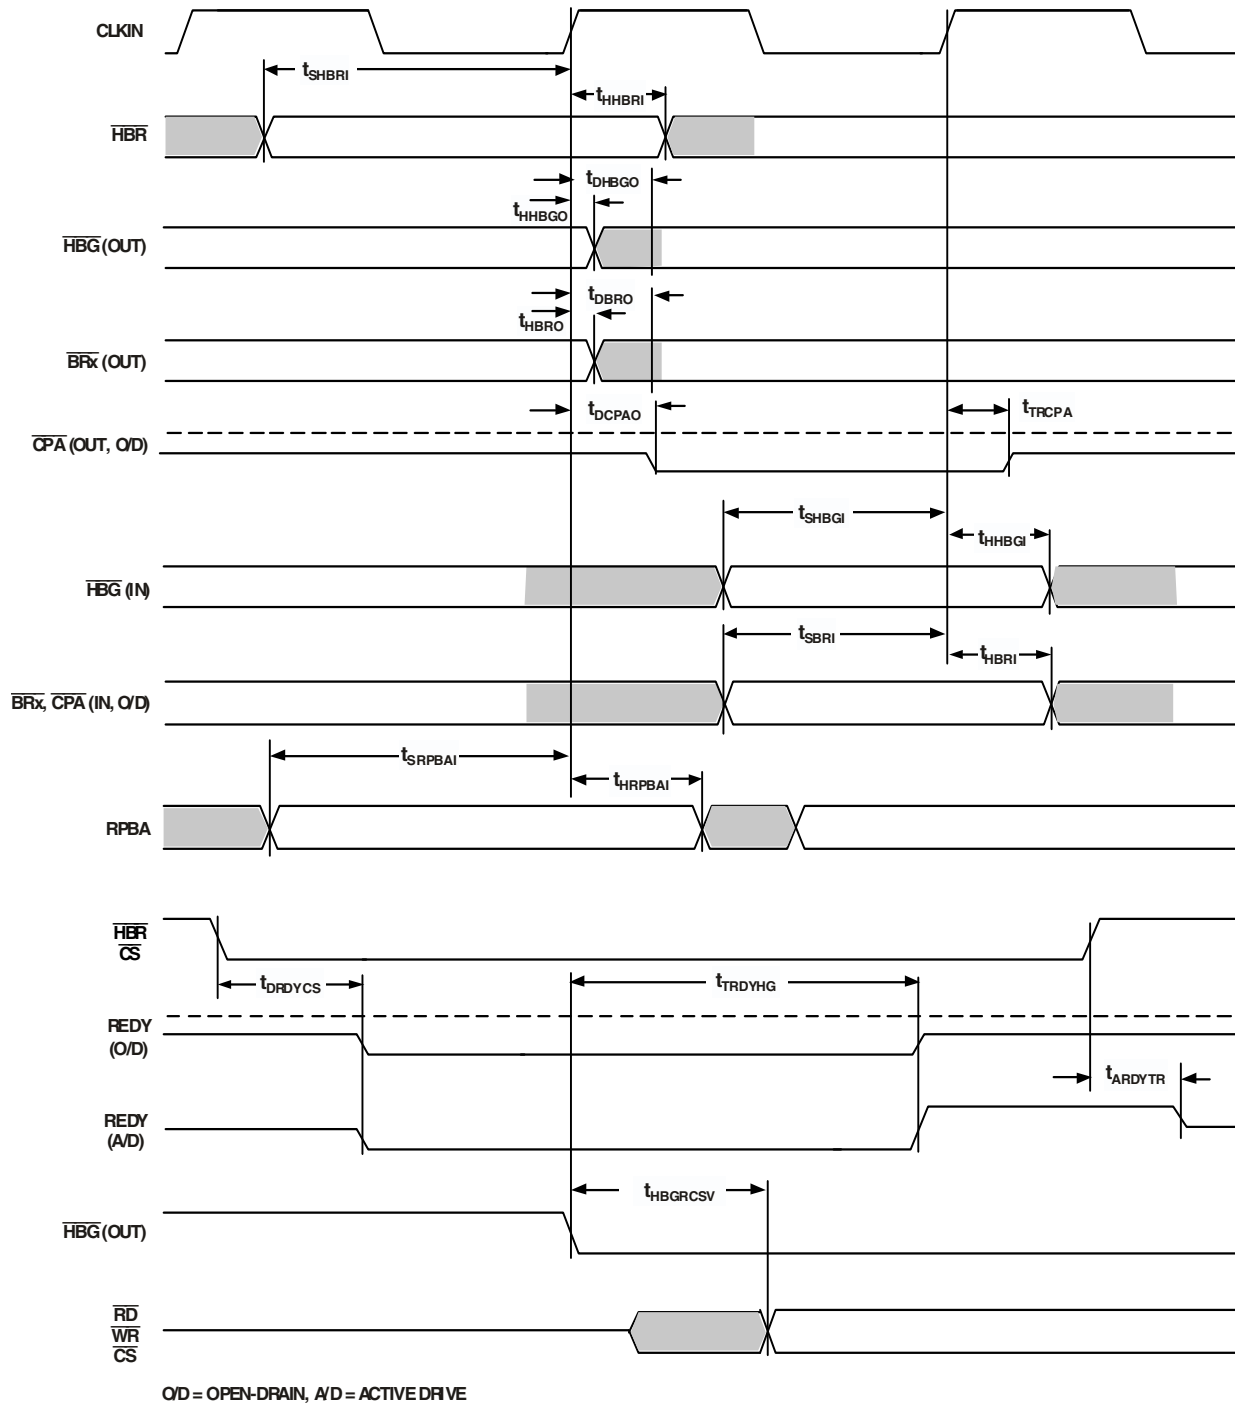 CLKIN
tSHBRI
tHHBRI
HBR
tDHBGO
tHHBGO
HBG (OUT)
tDBRO
tHBRO
BRx (OUT)
tDCPAO
tTRCPA
CPA (OUT, O/D)
tSHBGI
tHHBGI
HBG (IN)
tSBRI
tHBRI
BRx, CPA (IN, O/D)
tSRPBAI
tHRPBAI
RPBA
HBR
CS
tDRDYCS
tTRDYHG
REDY
(O/D)
tARDYTR
REDY
(A/D)
tHBGRCSV
HBG (OUT)
RD
WR
CS
O/D = OPEN-DRAIN, A/D = ACTIVE DRIVE